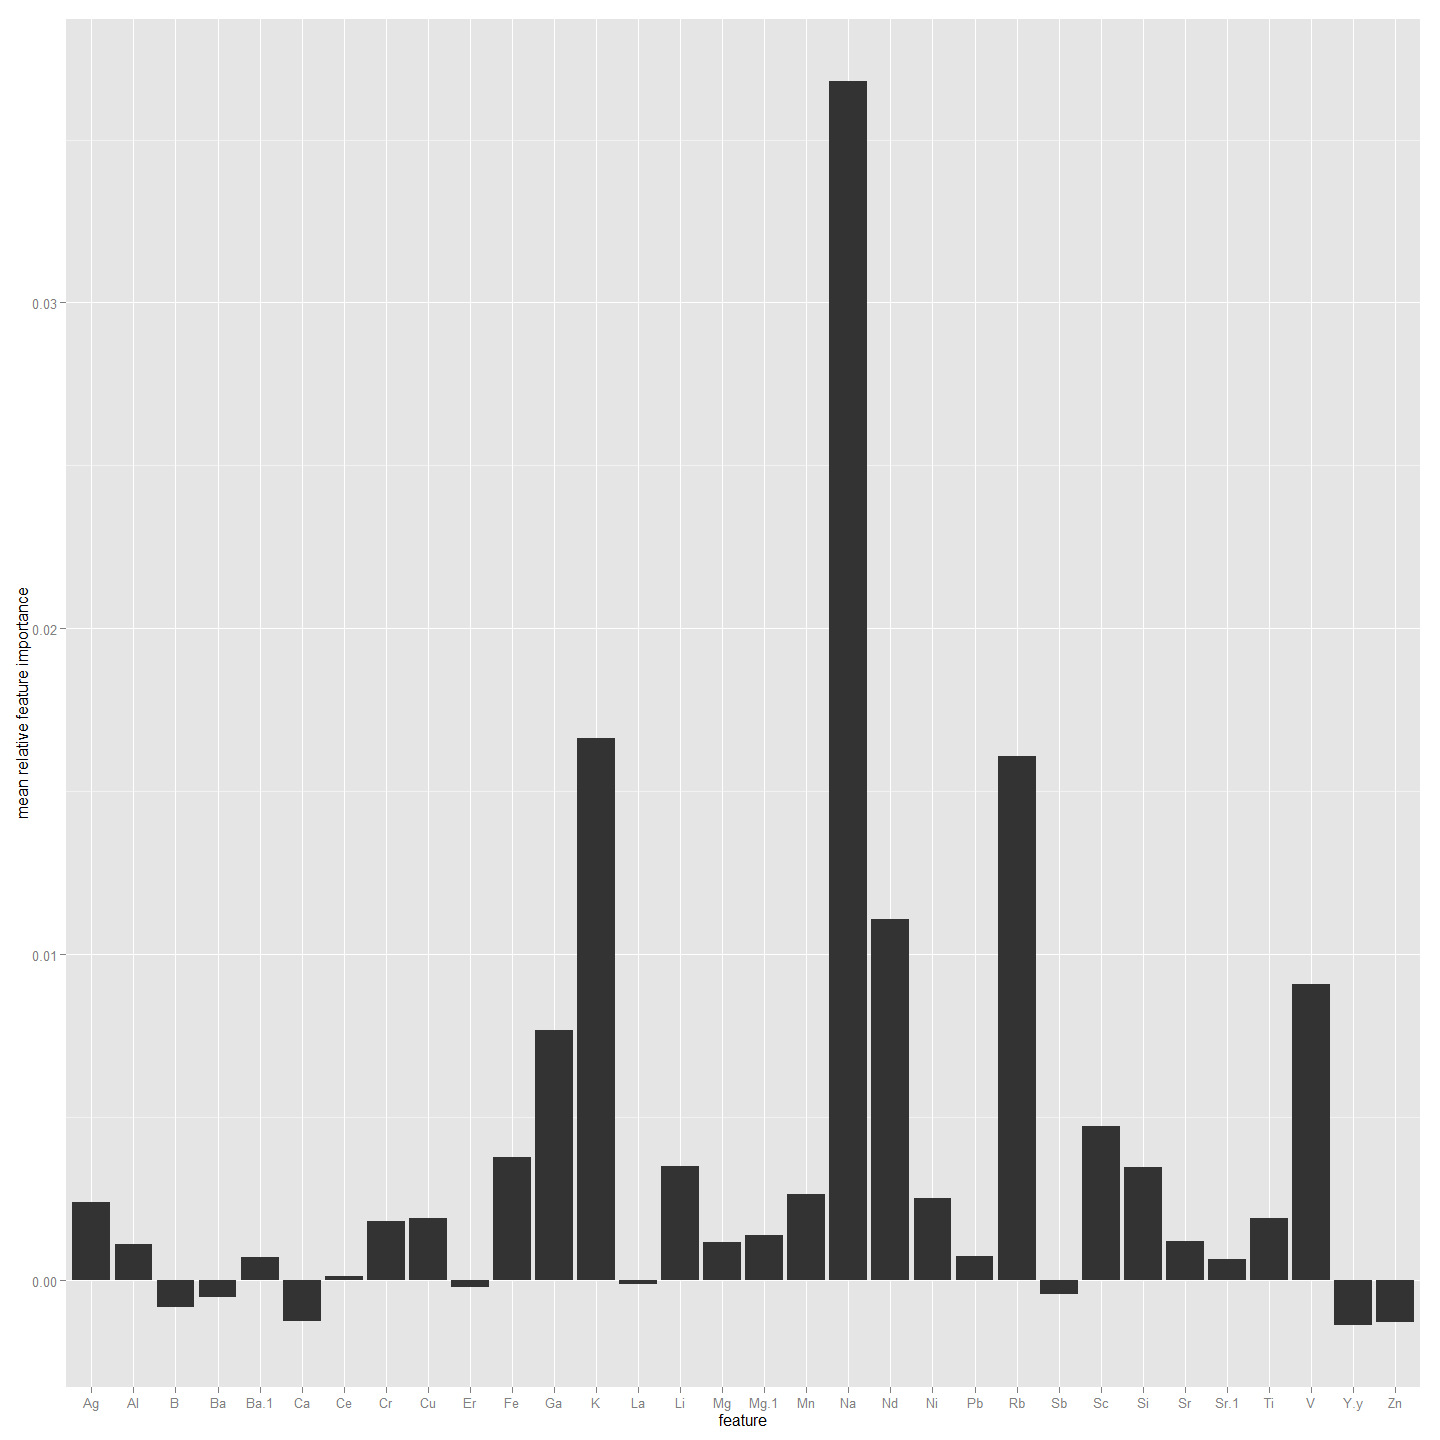 mean relative feature importance
0.03
0.02
0.01
0.00
Ag Al B Ba Ba.1 Ca Ce Cr Cu Er Fe Ga K La Li Mg Mg.1 Mn Na Nd Ni Pb Rb Sb Sc Si Sr Sr.1 Ti V Y.y Zn
feature